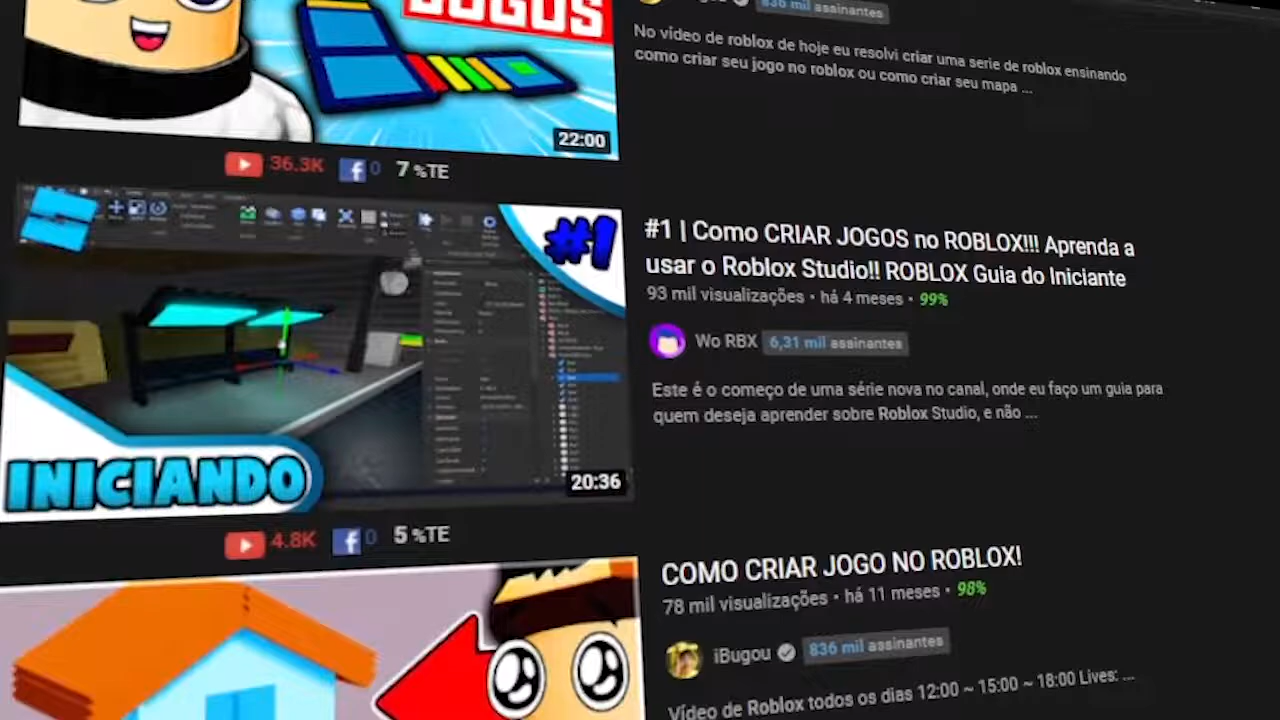 JOGOS
836 mil assinantes
No vídeo de roblox de hoje eu resolvi criar uma serie de roblox ensinando
como criar seu jogo no roblox ou como criar seu mapa ...
22:00
36.3K 0 7 %TE
#1
#1 | Como CRIAR JOGOS no ROBLOX!!! Aprenda a
usar o Roblox Studio!! ROBLOX Guia do Iniciante
93 mil visualizações • há 4 meses • 99%
Wo RBX 6,31 mil assinantes
Este é o começo de uma série nova no canal, onde eu faço um guia para
quem deseja aprender sobre Roblox Studio, e não ...
INICIANDO
20:36
4.8K 0 5 %TE
COMO CRIAR JOGO NO ROBLOX!
78 mil visualizações • há 11 meses • 98%
iBugou 836 mil assinantes
Vídeo de Roblox todos os dias 12:00 ~ 15:00 ~ 18:00 Lives: ...